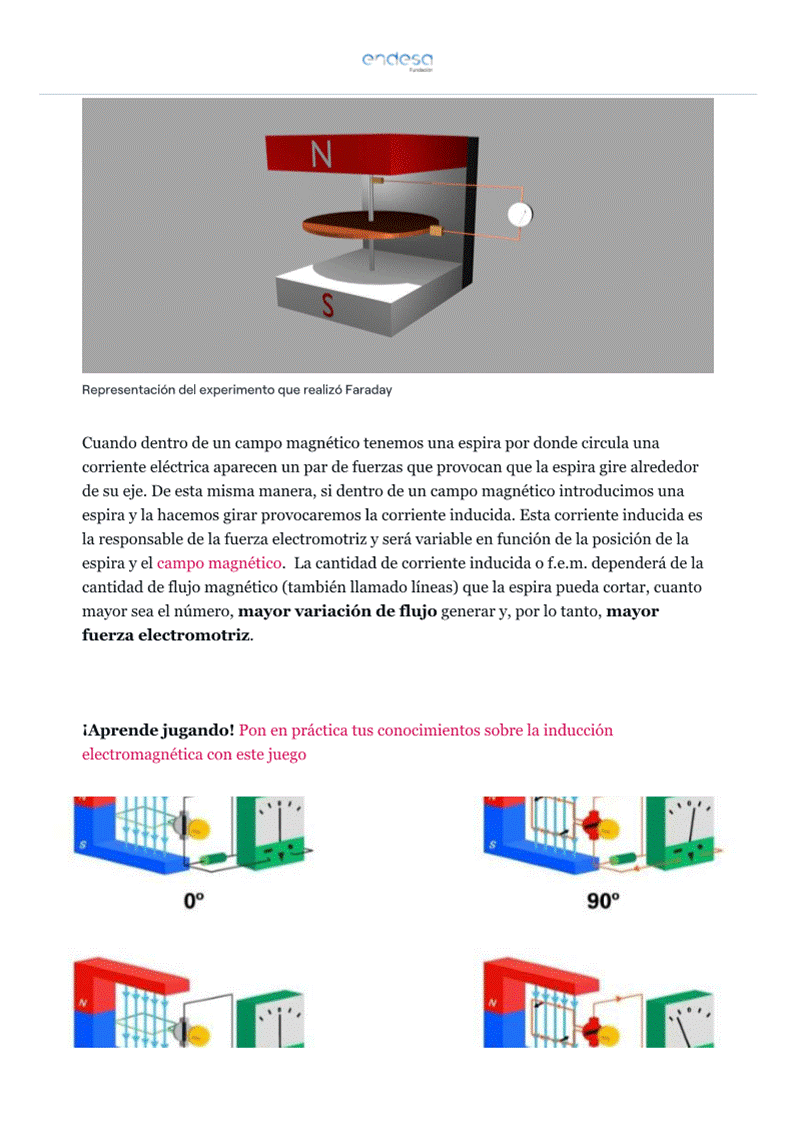 endesa
Fundación
N
S
Representación del experimento que realizó Faraday
Cuando dentro de un campo magnético tenemos una espira por donde circula una
corriente eléctrica aparecen un par de fuerzas que provocan que la espira gire alrededor
de su eje. De esta misma manera, si dentro de un campo magnético introducimos una
espira y la hacemos girar provocaremos la corriente inducida. Esta corriente inducida es
la responsable de la fuerza electromotriz y será variable en función de la posición de la
espira y el campo magnético.  La cantidad de corriente inducida o f.e.m. dependerá de la
cantidad de flujo magnético (también llamado líneas) que la espira pueda cortar, cuanto
mayor sea el número, mayor variación de flujo generar y, por lo tanto, mayor
fuerza electromotriz.
¡Aprende jugando! Pon en práctica tus conocimientos sobre la inducción
electromagnética con este juego
S
S
0º
90º
N
0
N
0